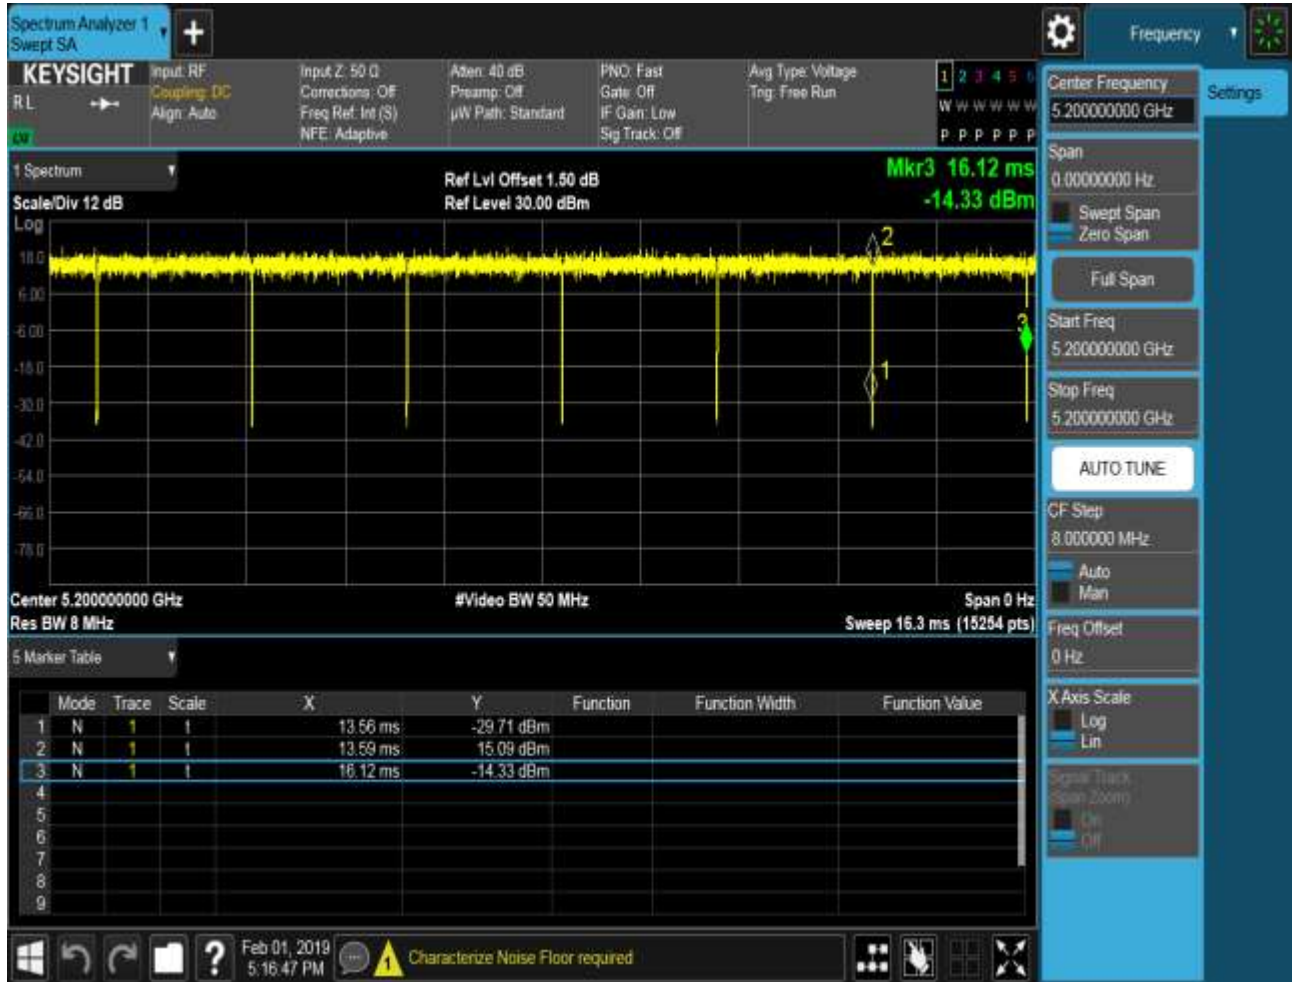 Spectrum Analyzer 1
Swept SA
+
Frequency
KEYSIGHT
RL
Input: RF
Coupling: DC
Align: Auto
Input Z: 50 Ω
Corrections: Off
Freq Ref: Int (S)
NFE: Adaptive
Atten: 40 dB
Preamp: Off
µW Path: Standard
PNO: Fast
Gate: Off
IF Gain: Low
Sig Track: Off
Avg Type: Voltage
Trig: Free Run
1 2 3 4 5 6
W W W W W W
P P P P P P
1 Spectrum
Scale/Div 12 dB
Ref Lvl Offset 1.50 dB
Ref Level 30.00 dBm
Mkr3 16.12 ms
-14.33 dBm
Log
18.0
6.00
-6.00
-18.0
-30.0
-42.0
-54.0
-66.0
-78.0
2
3
1
Center 5.200000000 GHz
Res BW 8 MHz
#Video BW 50 MHz
Span 0 Hz
Sweep 16.3 ms (15254 pts)
5 Marker Table
Mode Trace Scale X Y Function Function Width Function Value
1 N 1 t 13.56 ms -29.71 dBm
2 N 1 t 13.59 ms 15.09 dBm
3 N 1 t 16.12 ms -14.33 dBm
4
5
6
7
8
9
Center Frequency
5.200000000 GHz
Settings
Span
0.00000000 Hz
Swept Span
Zero Span
Full Span
Start Freq
5.200000000 GHz
Stop Freq
5.200000000 GHz
AUTO TUNE
CF Step
8.000000 MHz
Auto
Man
Freq Offset
0 Hz
X Axis Scale
Log
Lin
Signal Track
(Span Zoom)
On
Off
?
Feb 01, 2019
5:16:47 PM
1
Characterize Noise Floor required